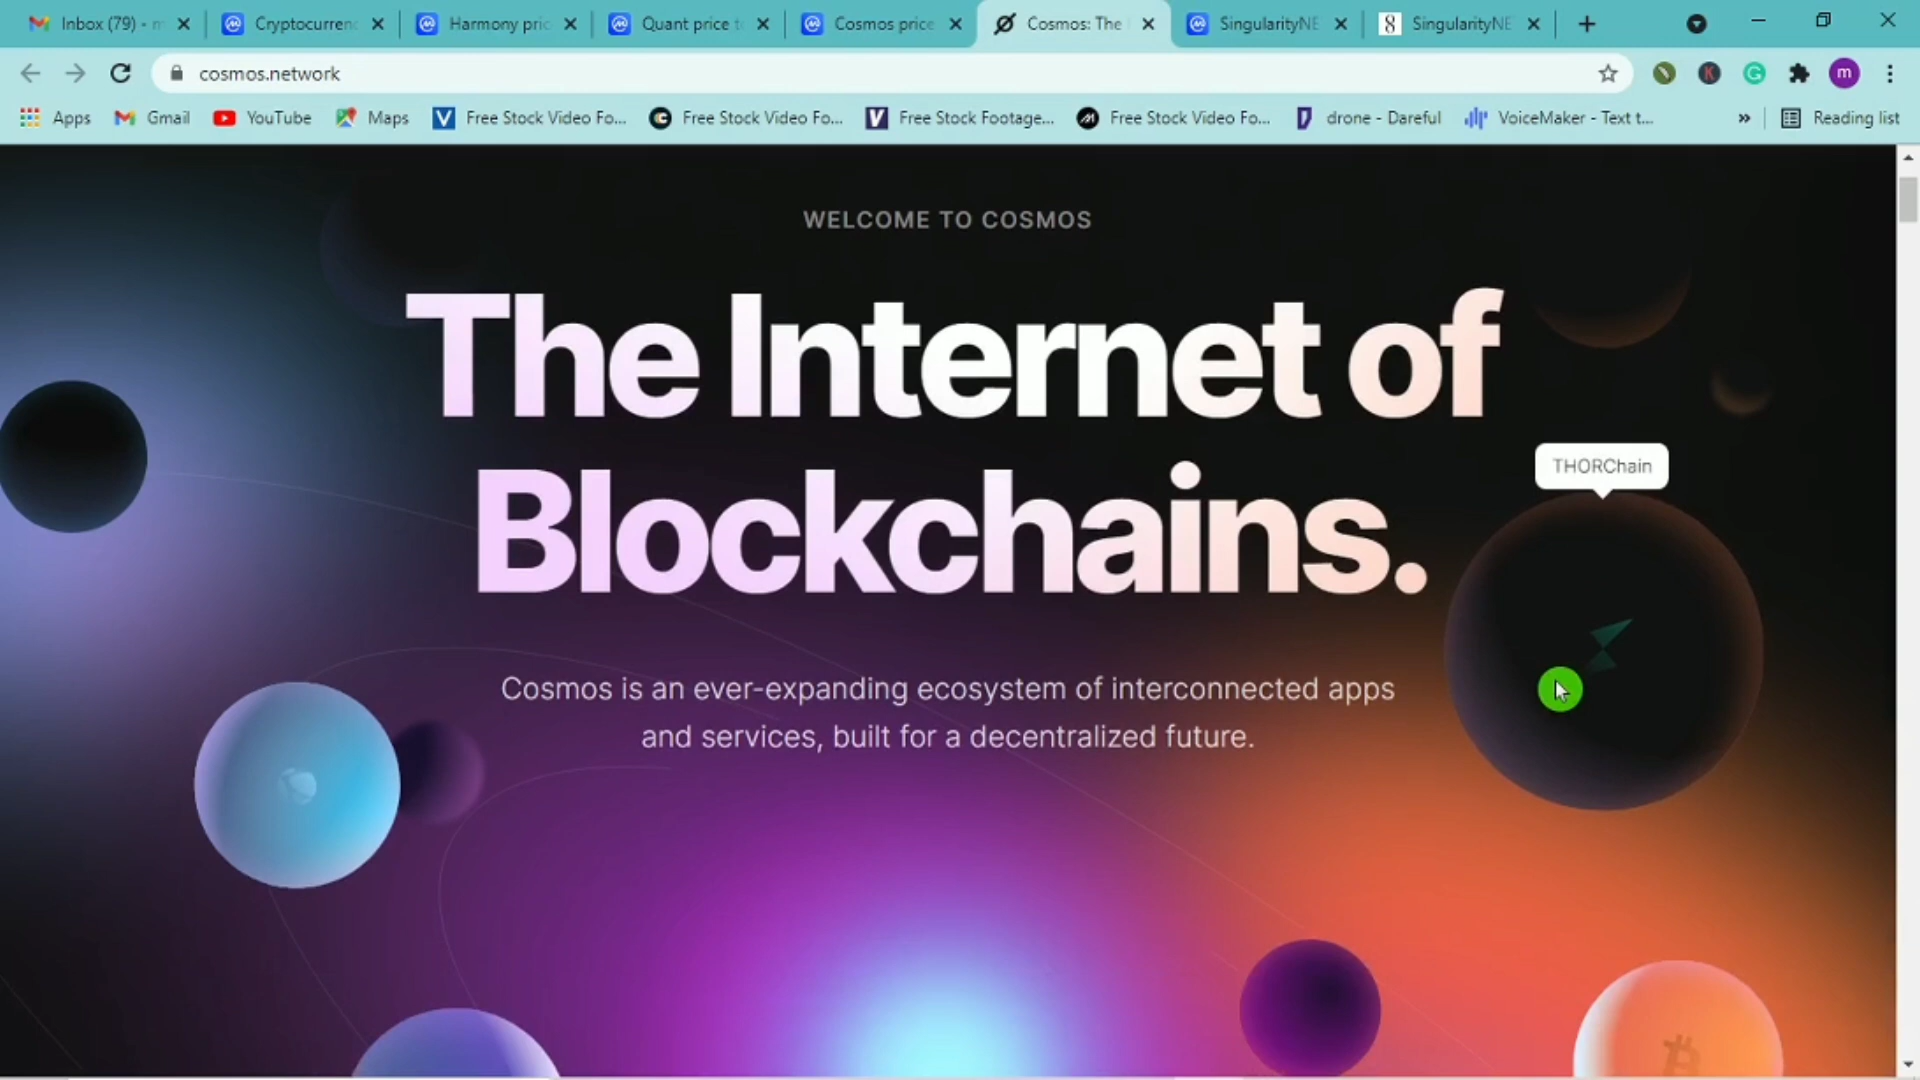 Inbox (79) - m
Cryptocurren
Harmony pric
Quant price to
Cosmos price
Cosmos: The
SingularityNE
SingularityNE
cosmos.network
m
Apps
Gmail
YouTube
Maps
Free Stock Video Fo...
Free Stock Video Fo...
Free Stock Footage...
Free Stock Video Fo...
drone - Dareful
VoiceMaker - Text t...
»
Reading list
WELCOME TO COSMOS
The Internet of
Blockchains.
THORChain
Cosmos is an ever-expanding ecosystem of interconnected apps
and services, built for a decentralized future.